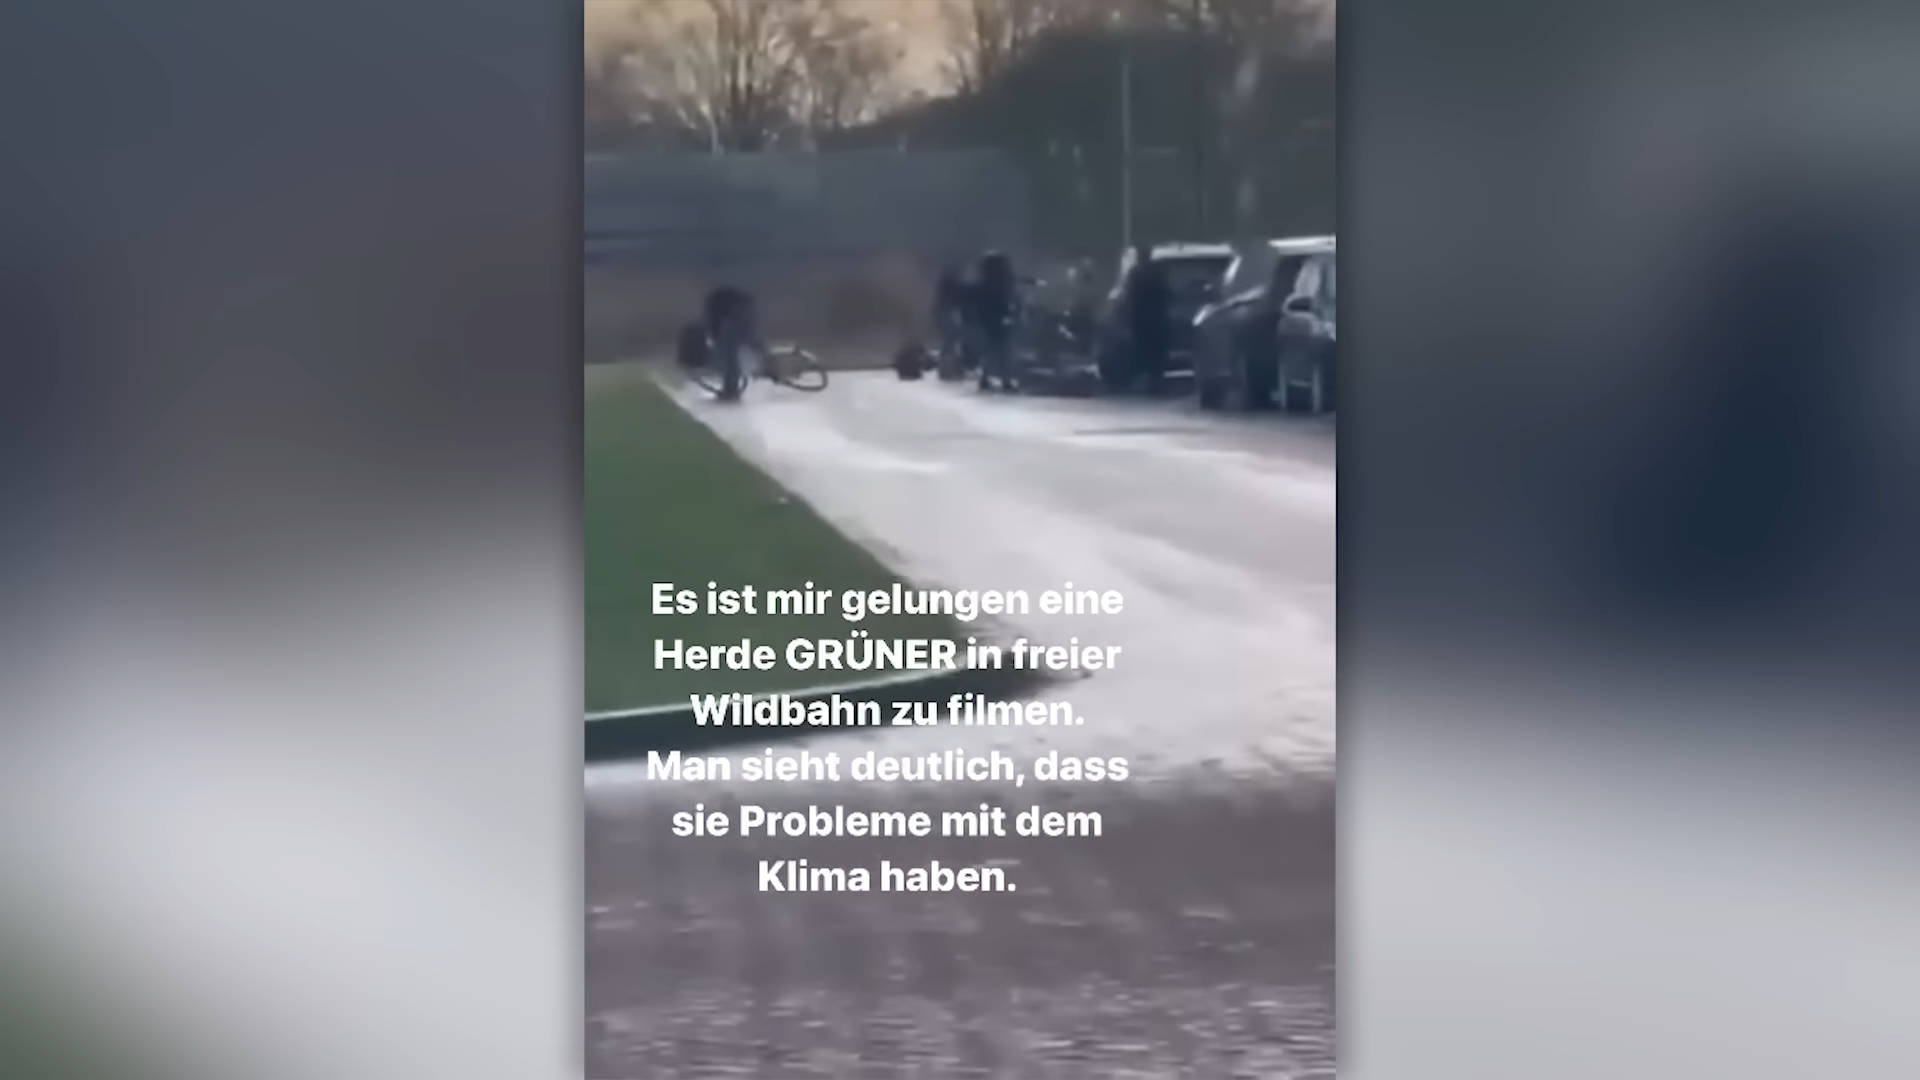 Es ist mir gelungen eine
Herde GRÜNER in freier
Wildbahn zu filmen.
Man sieht deutlich, dass
sie Probleme mit dem
Klima haben.